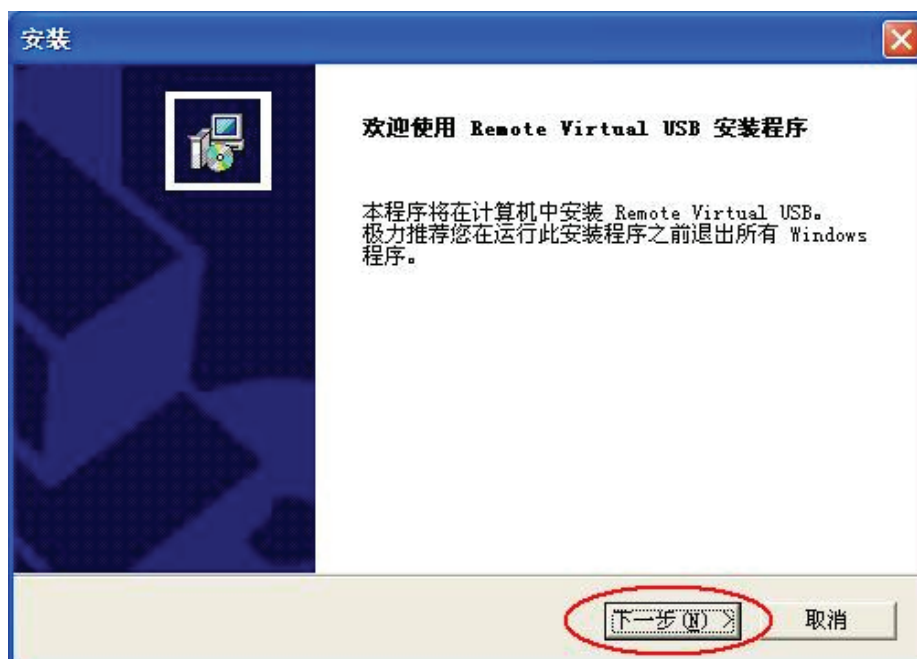 安装
欢迎使用 Remote Virtual USB 安装程序
本程序将在计算机中安装 Remote Virtual USB。
极力推荐您在运行此安装程序之前退出所有 Windows
程序。
下一步(N) >
取消